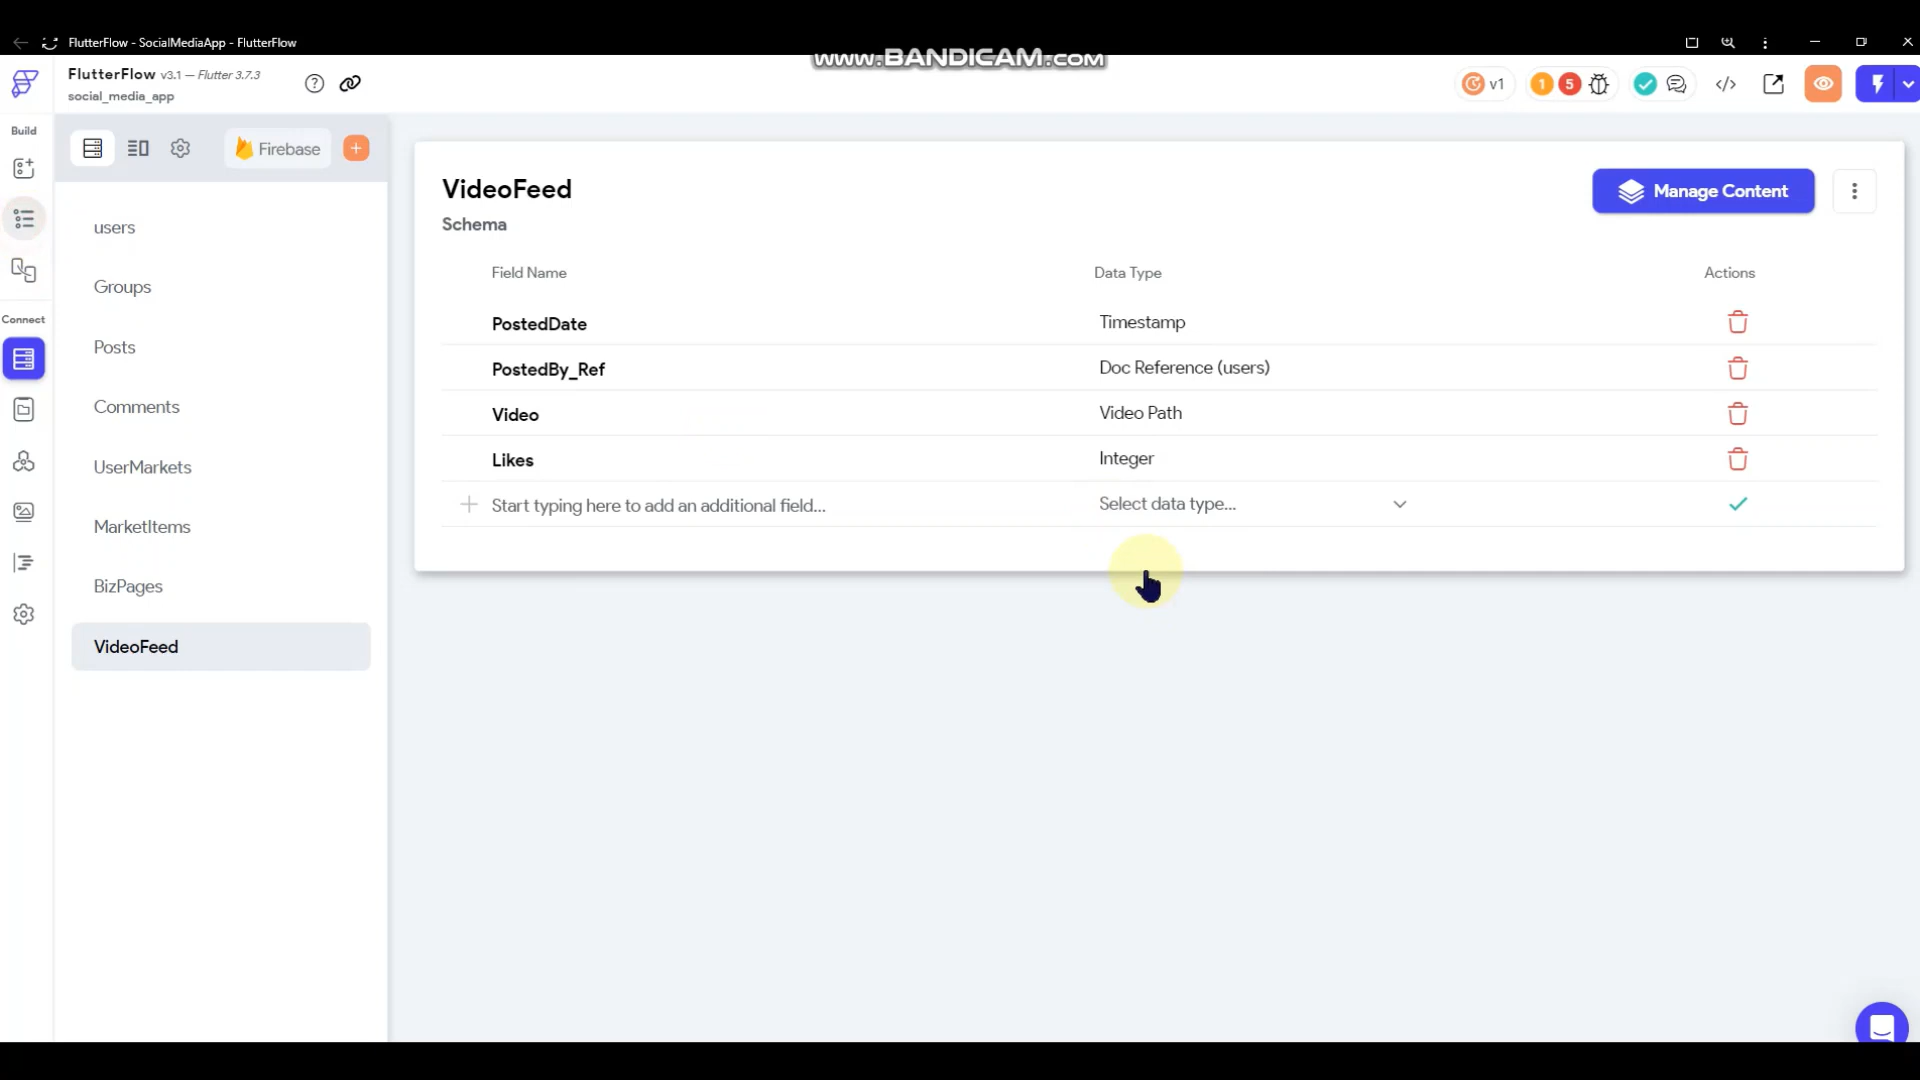 FlutterFlow - SocialMediaApp - FlutterFlow
www.BANDICAM.com
FlutterFlow v3.1 — Flutter 3.7.3
social_media_app
v1
1
5
Build
Connect
Firebase
users
Groups
Posts
Comments
UserMarkets
MarketItems
BizPages
VideoFeed
VideoFeed
Manage Content
Schema
Field Name Data Type Actions
PostedDate Timestamp
PostedBy_Ref Doc Reference (users)
Video Video Path
Likes Integer
Start typing here to add an additional field... Select data type...